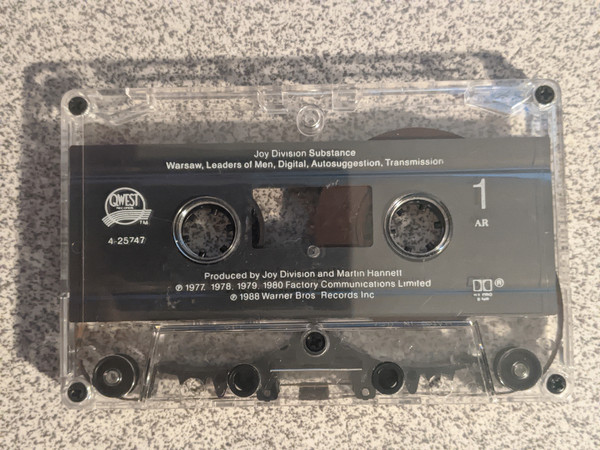 Joy Division Substance
Warsaw, Leaders of Men, Digital, Autosuggestion, Transmission
QWEST
TM
4-25747
1
AR
Produced by Joy Division and Martin Hannett
℗ 1977, 1978, 1979, 1980 Factory Communications Limited
℗ 1988 Warner Bros. Records Inc
®